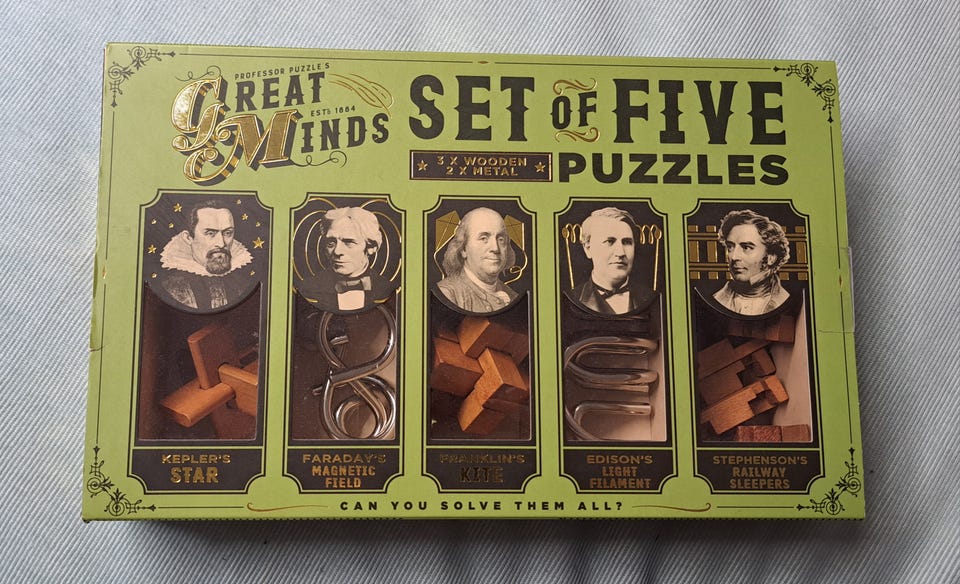 PROFESSOR PUZZLE'S
GREAT
ESTD 1884
MINDS
SET OF FIVE
3 X WOODEN
2 X METAL
PUZZLES
KEPLER'S
STAR
FARADAY'S
MAGNETIC
FIELD
FRANKLIN'S
KITE
EDISON'S
LIGHT
FILAMENT
STEPHENSON'S
RAILWAY
SLEEPERS
CAN YOU SOLVE THEM ALL?